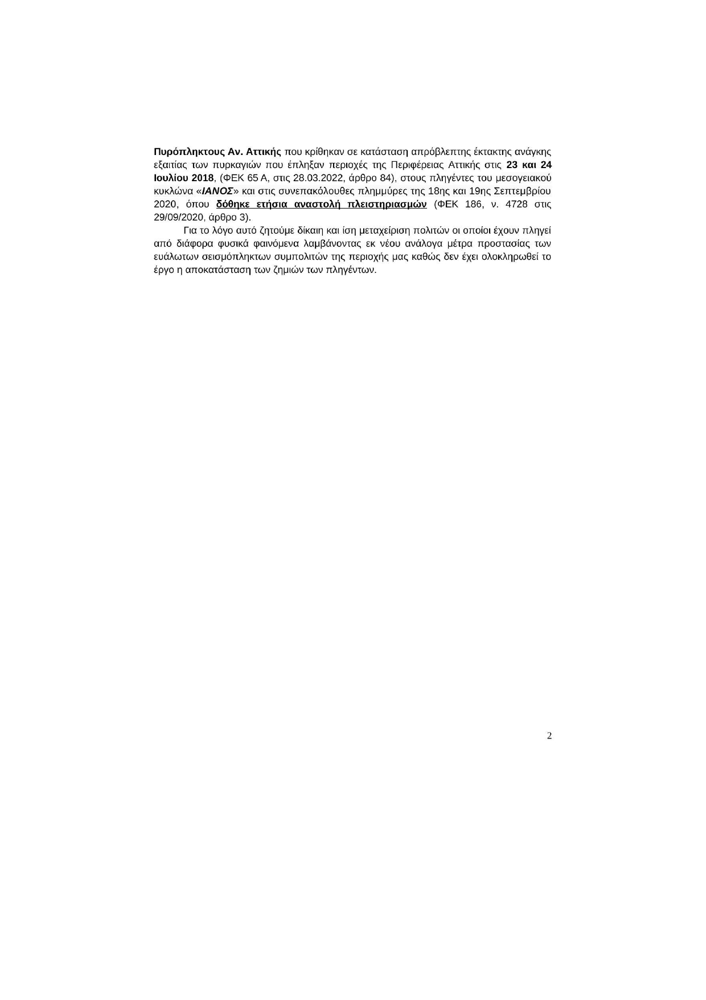 Πυρόπληκτους Αν. Αττικής που κρίθηκαν σε κατάσταση απρόβλεπτης έκτακτης ανάγκης
εξαιτίας των πυρκαγιών που έπληξαν περιοχές της Περιφέρειας Αττικής στις 23 και 24
Ιουλίου 2018, (ΦΕΚ 65 Α, στις 28.03.2022, άρθρο 84), στους πληγέντες του μεσογειακού
κυκλώνα «ΙΑΝΟΣ» και στις συνεπακόλουθες πλημμύρες της 18ης και 19ης Σεπτεμβρίου
2020, όπου δόθηκε ετήσια αναστολή πλειστηριασμών (ΦΕΚ 186, ν. 4728 στις
29/09/2020, άρθρο 3).
Για το λόγο αυτό ζητούμε δίκαιη και ίση μεταχείριση πολιτών οι οποίοι έχουν πληγεί
από διάφορα φυσικά φαινόμενα λαμβάνοντας εκ νέου ανάλογα μέτρα προστασίας των
ευάλωτων σεισμόπληκτων συμπολιτών της περιοχής μας καθώς δεν έχει ολοκληρωθεί το
έργο η αποκατάσταση των ζημιών των πληγέντων.
2